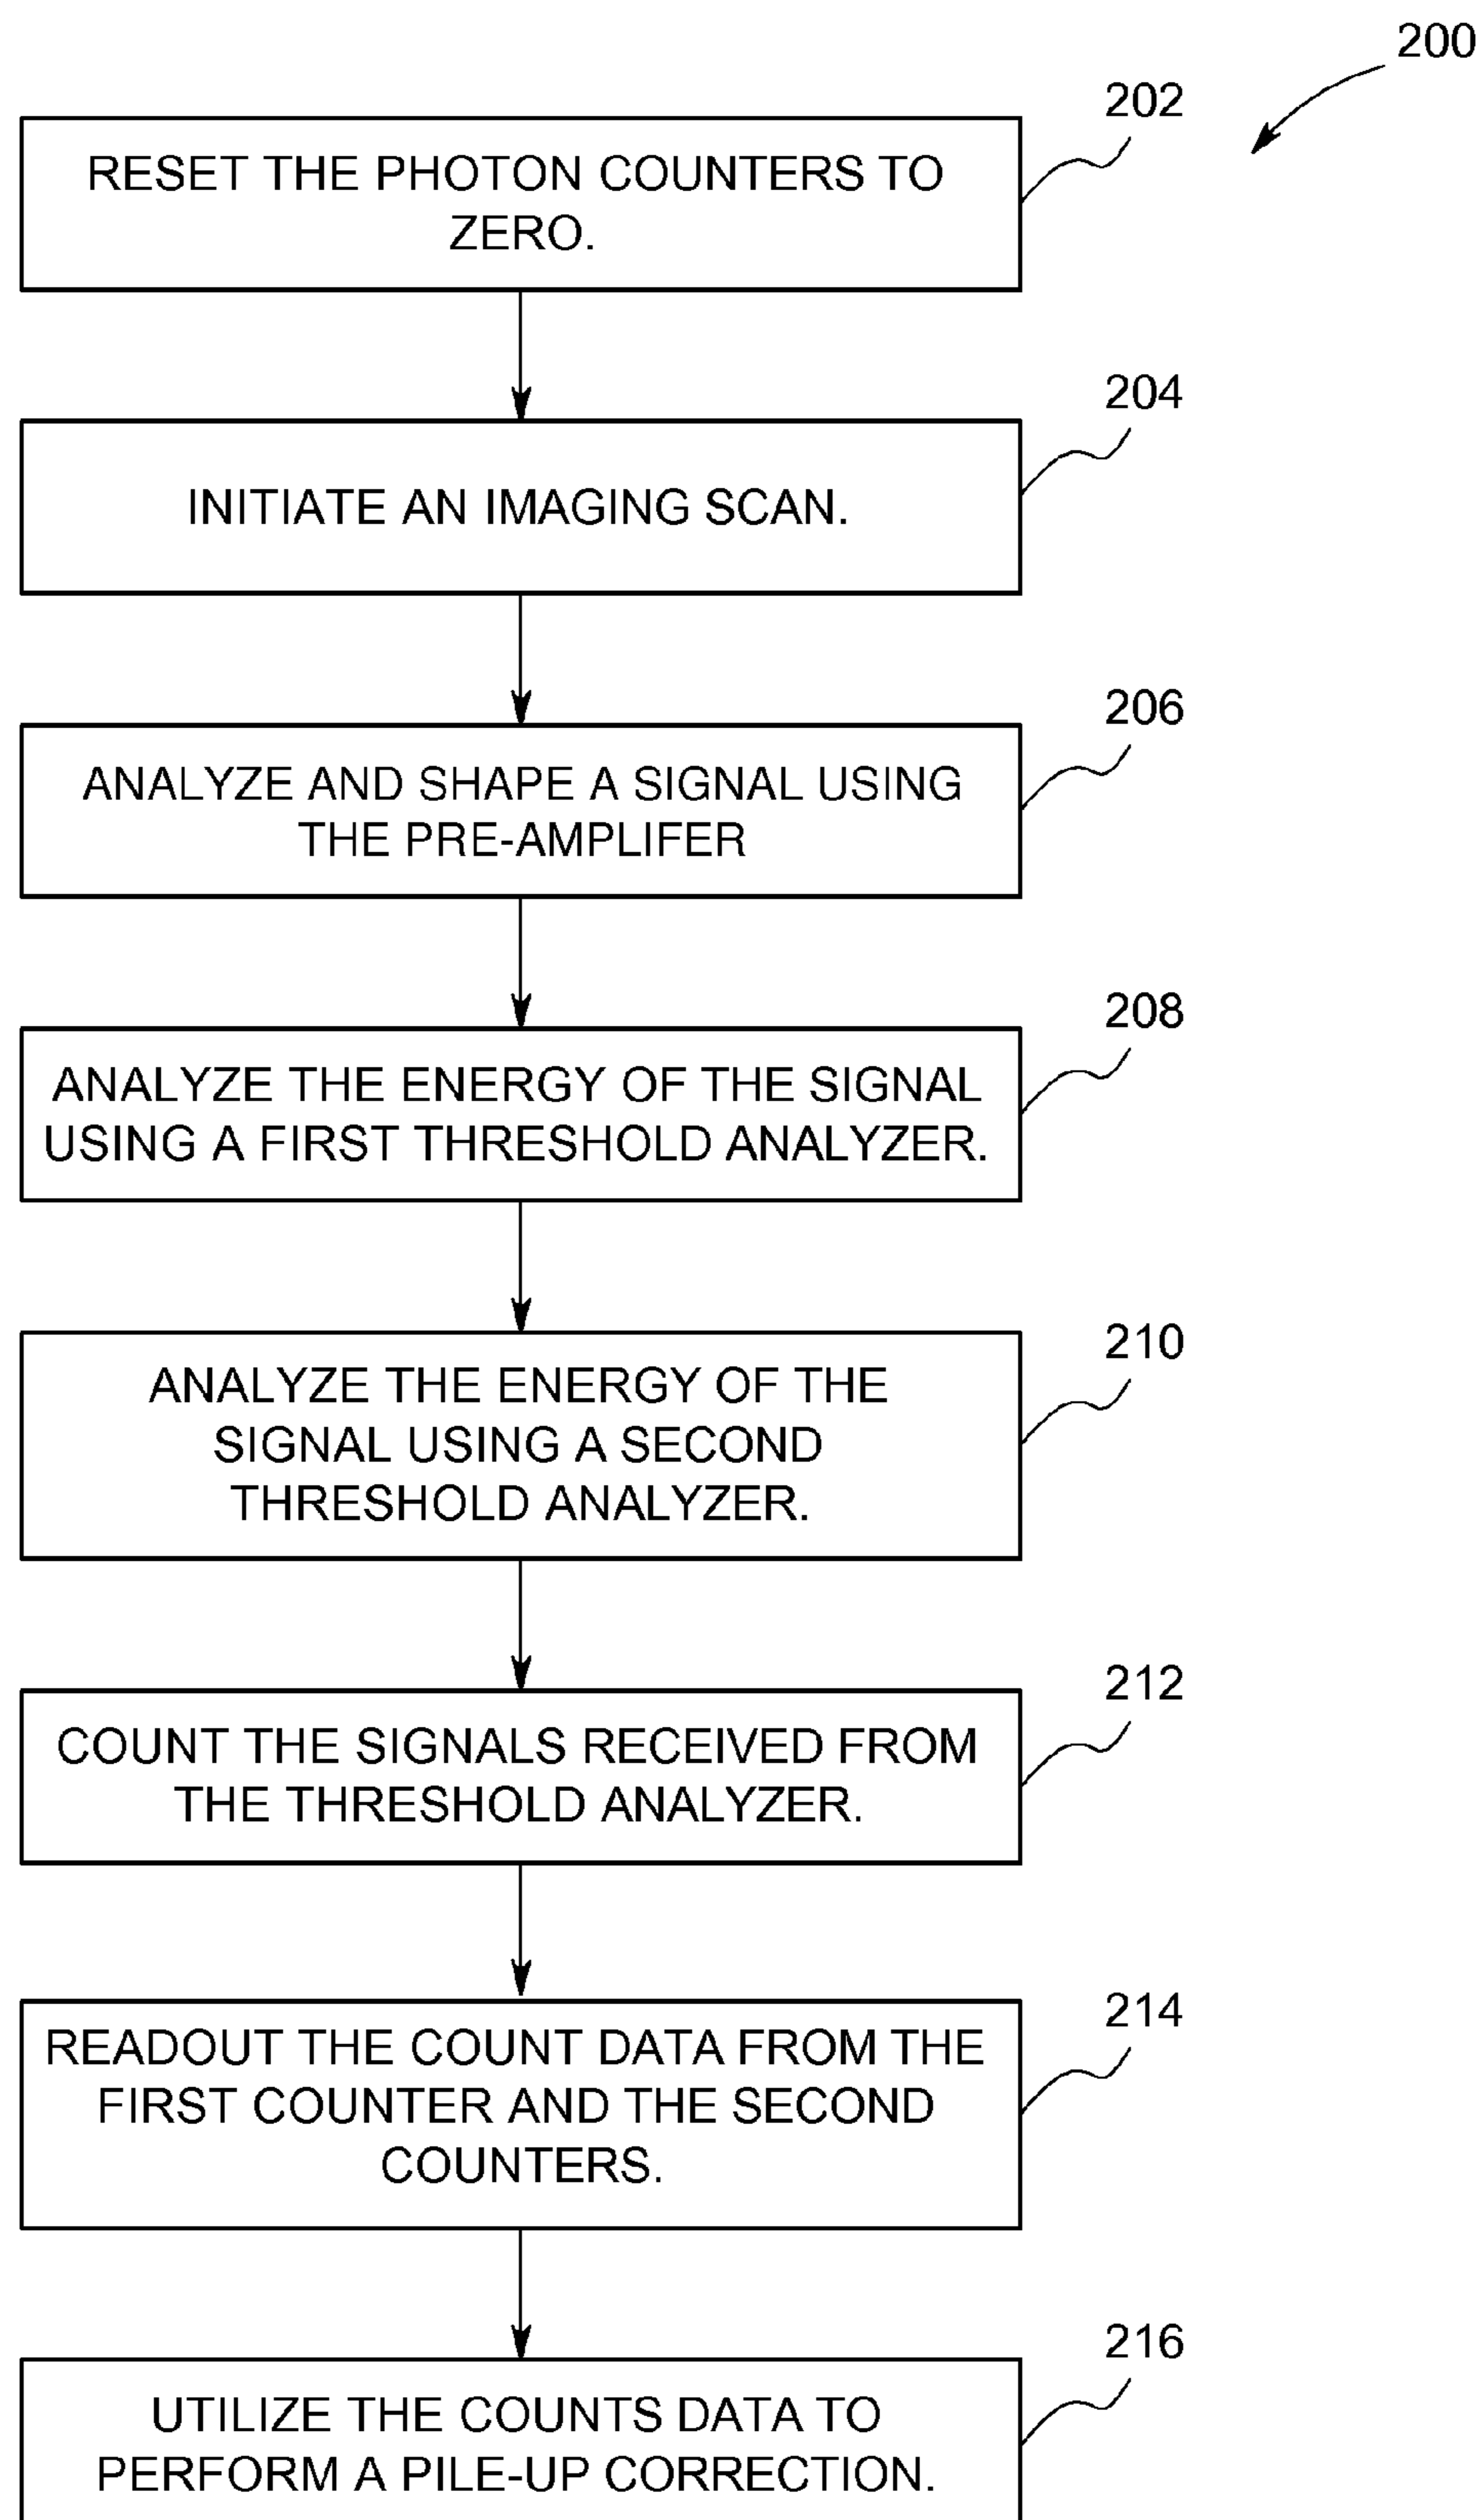 200
202
RESET THE PHOTON COUNTERS TO
ZERO.
204
INITIATE AN IMAGING SCAN.
206
ANALYZE AND SHAPE A SIGNAL USING
THE PRE-AMPLIFER
208
ANALYZE THE ENERGY OF THE SIGNAL
USING A FIRST THRESHOLD ANALYZER.
210
ANALYZE THE ENERGY OF THE
SIGNAL USING A SECOND
THRESHOLD ANALYZER.
212
COUNT THE SIGNALS RECEIVED FROM
THE THRESHOLD ANALYZER.
214
READOUT THE COUNT DATA FROM THE
FIRST COUNTER AND THE SECOND
COUNTERS.
216
UTILIZE THE COUNTS DATA TO
PERFORM A PILE-UP CORRECTION.